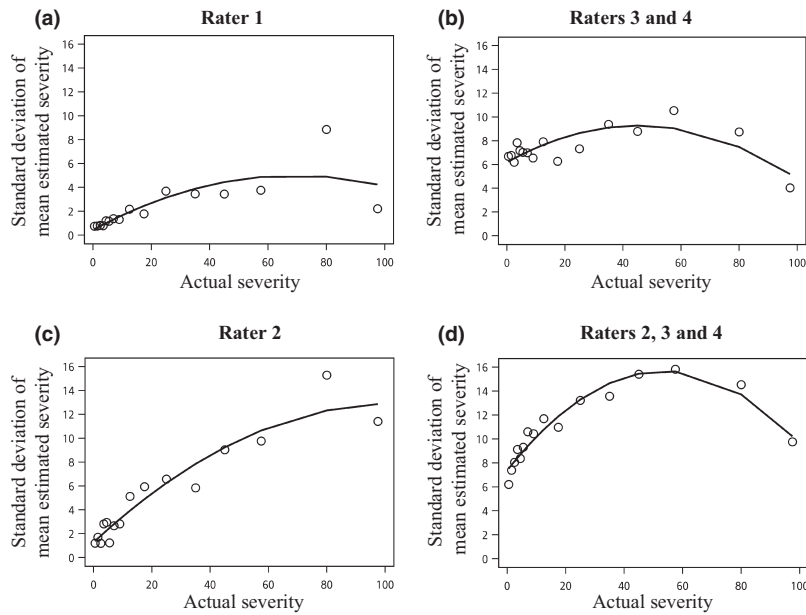 (a) Rater 1
Standard deviation of
mean estimated severity
16
14
12
10
8
6
4
2
0
0 20 40 60 80 100
Actual severity
(b) Raters 3 and 4
Standard deviation of
mean estimated severity
16
14
12
10
8
6
4
2
0
0 20 40 60 80 100
Actual severity
(c) Rater 2
Standard deviation of
mean estimated severity
16
14
12
10
8
6
4
2
0
0 20 40 60 80 100
Actual severity
(d) Raters 2, 3 and 4
Standard deviation of
mean estimated severity
16
14
12
10
8
6
4
2
0
0 20 40 60 80 100
Actual severity